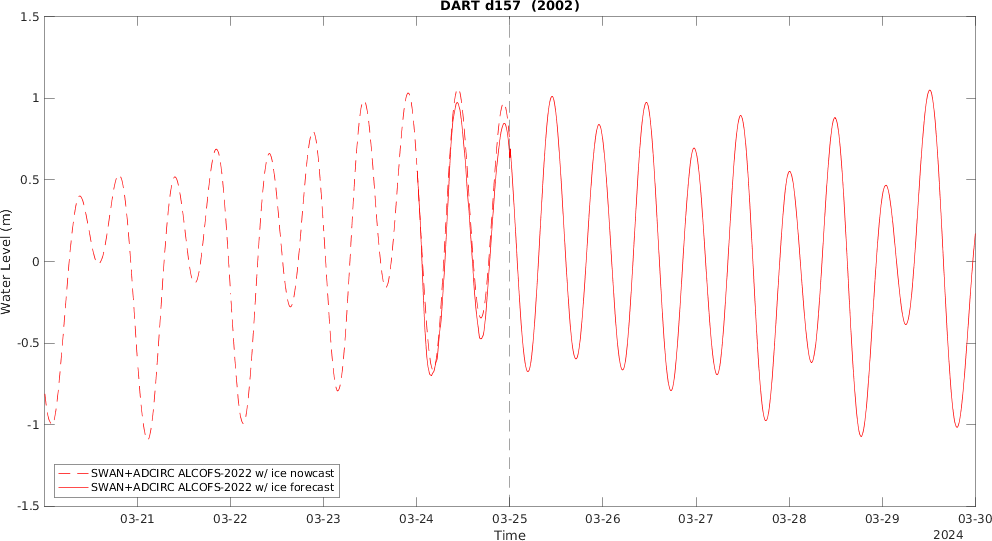 DART d157  (2002)
1.5
1
0.5
0
-0.5
-1
-1.5
Water Level (m)
SWAN+ADCIRC ALCOFS-2022 w/ ice nowcast
SWAN+ADCIRC ALCOFS-2022 w/ ice forecast
03-21 03-22 03-23 03-24 03-25 03-26 03-27 03-28 03-29 03-30
Time
2024